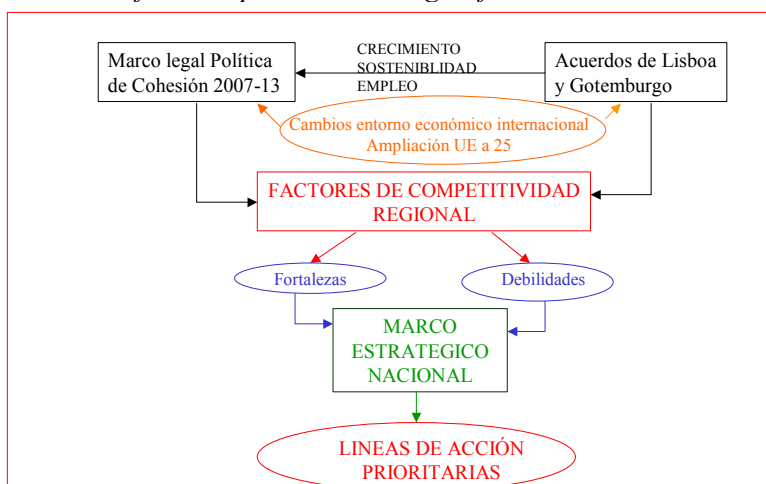 Marco legal Política
de Cohesión 2007-13
CRECIMIENTO
SOSTENIBLIDAD
EMPLEO
Acuerdos de Lisboa
y Gotemburgo
Cambios entorno económico internacional
Ampliación UE a 25
FACTORES DE COMPETITIVIDAD
REGIONAL
Fortalezas
Debilidades
MARCO
ESTRATEGICO
NACIONAL
LINEAS DE ACCIÓN
PRIORITARIAS